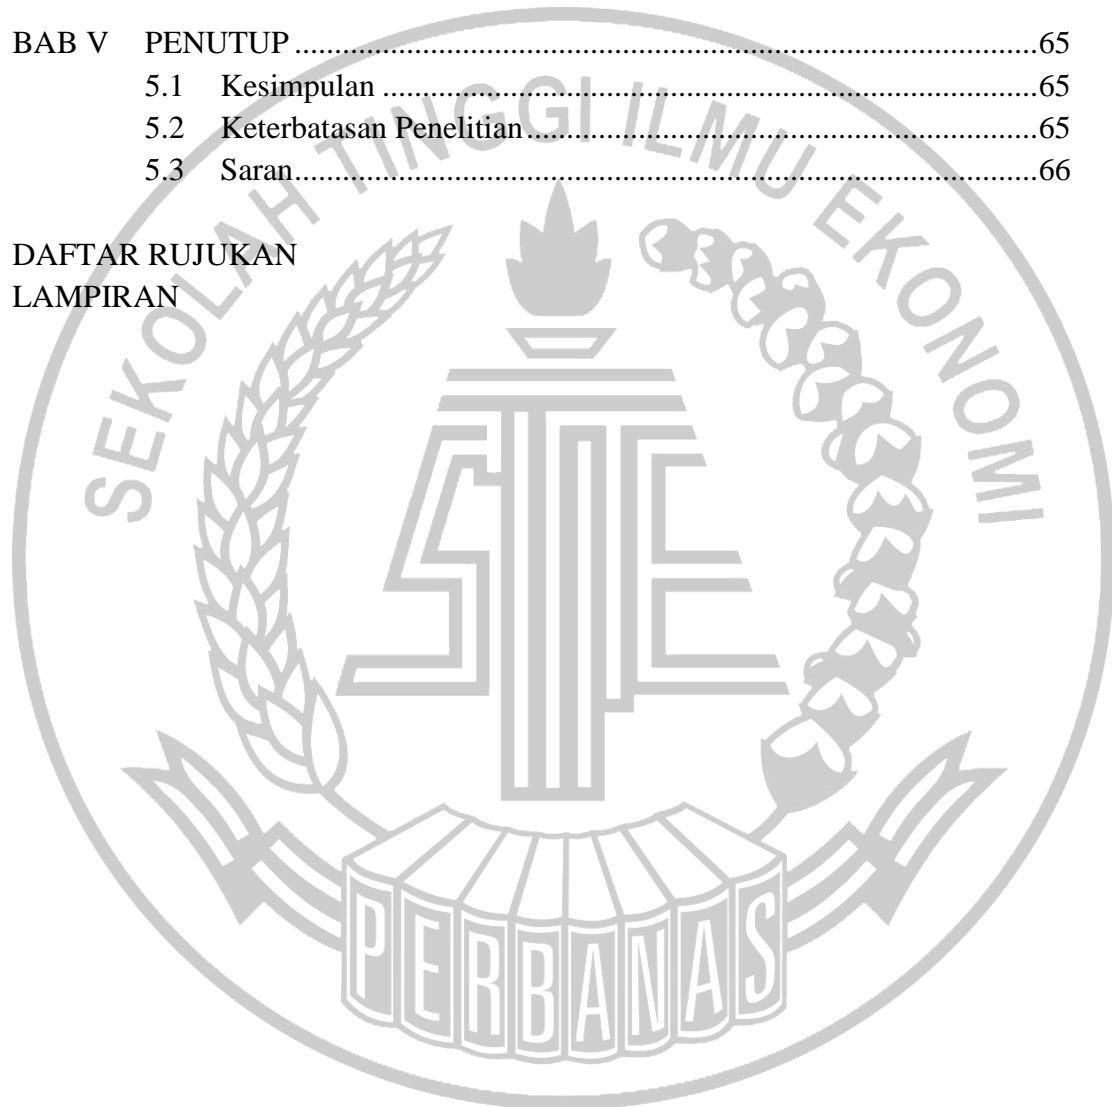 BAB V PENUTUP ..................................................................................................65
5.1 Kesimpulan ......................................................................................65
5.2 Keterbatasan Penelitian....................................................................65
5.3 Saran..................................................................................................66
DAFTAR RUJUKAN
LAMPIRAN
SEKOLAH TINGGI ILMU EKONOMI
STIE
PERBANAS